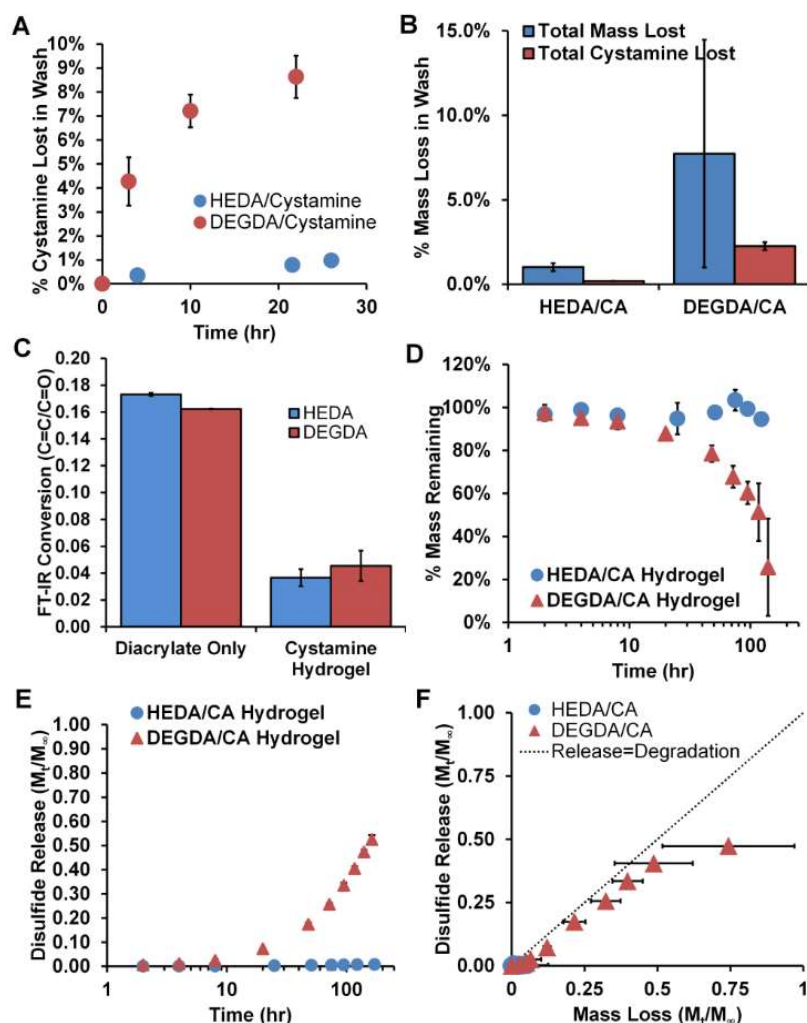 A
10%
9%
8%
7%
6%
5%
4%
3%
2%
1%
0%
% Cystamine Lost in Wash
HEDA/Cystamine
DEGDA/Cystamine
0
10
20
30
Time (hr)
B
15.0%
10.0%
5.0%
0.0%
% Mass Loss in Wash
Total Mass Lost
Total Cystamine Lost
HEDA/CA
DEGDA/CA
C
0.20
0.18
0.16
0.14
0.12
0.10
0.08
0.06
0.04
0.02
0.00
FT-IR Conversion (C=C/C=O)
HEDA
DEGDA
Diacrylate Only
Cystamine
Hydrogel
D
120%
100%
80%
60%
40%
20%
0%
% Mass Remaining
HEDA/CA Hydrogel
DEGDA/CA Hydrogel
1
10
100
Time (hr)
E
HEDA/CA Hydrogel
DEGDA/CA Hydrogel
1.00
0.90
0.80
0.70
0.60
0.50
0.40
0.30
0.20
0.10
0.00
Disulfide Release (Mt/M∞)
1
10
100
Time (hr)
F
HEDA/CA
DEGDA/CA
Release=Degradation
1.00
0.75
0.50
0.25
0.00
Disulfide Release (Mt/M∞)
0
0.25
0.5
0.75
1
Mass Loss (Mt/M∞)